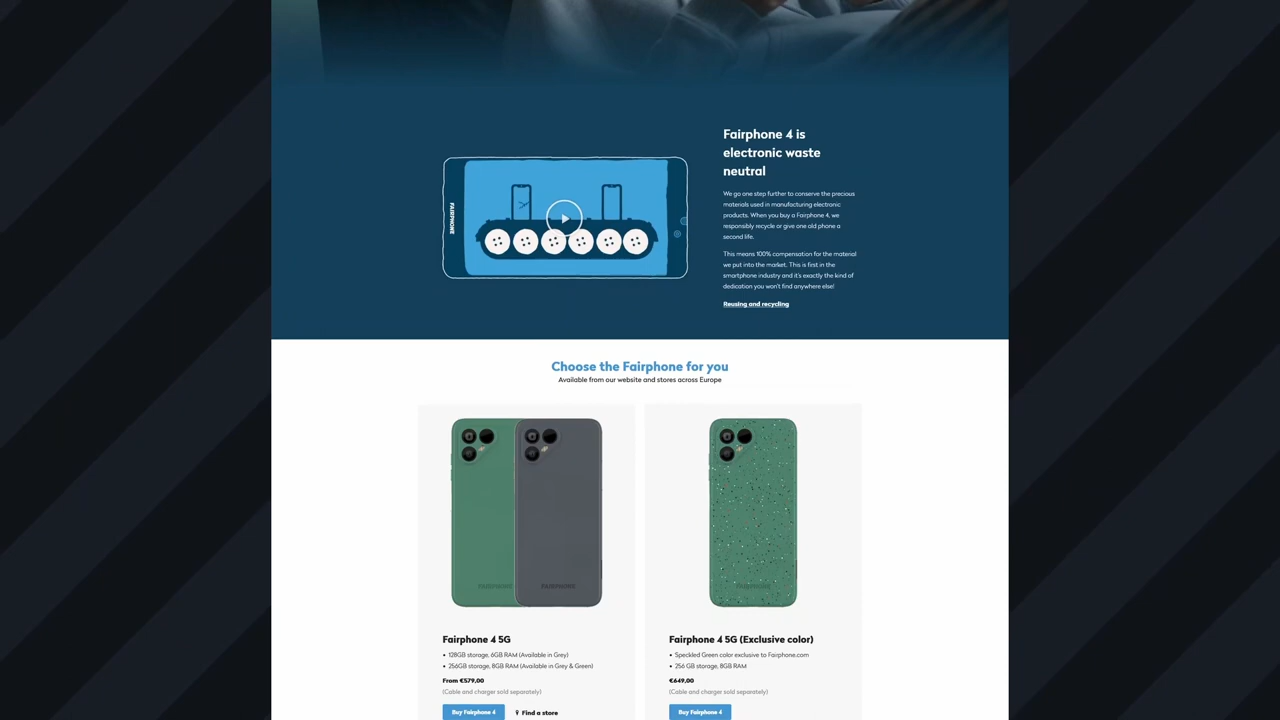 Fairphone 4 is
electronic waste
neutral
We go one step further to conserve the precious
materials used in manufacturing electronic
products. When you buy a Fairphone 4, we
responsibly recycle or give one old phone a
second life.
This means 100% compensation for the material
we put into the market. This is first in the
smartphone industry and it's exactly the kind of
dedication you won't find anywhere else!
Reusing and recycling
FAIRPHONE
Choose the Fairphone for you
Available from our website and stores across Europe
FAIRPHONE
FAIRPHONE
FAIRPHONE
Fairphone 4 5G
• 128GB storage, 6GB RAM (Available in Grey)
• 256GB storage, 8GB RAM (Available in Grey & Green)
From €579,00
(Cable and charger sold separately)
Buy Fairphone 4
Find a store
Fairphone 4 5G (Exclusive color)
• Speckled Green color exclusive to Fairphone.com
• 256 GB storage, 8GB RAM
€649,00
(Cable and charger sold separately)
Buy Fairphone 4